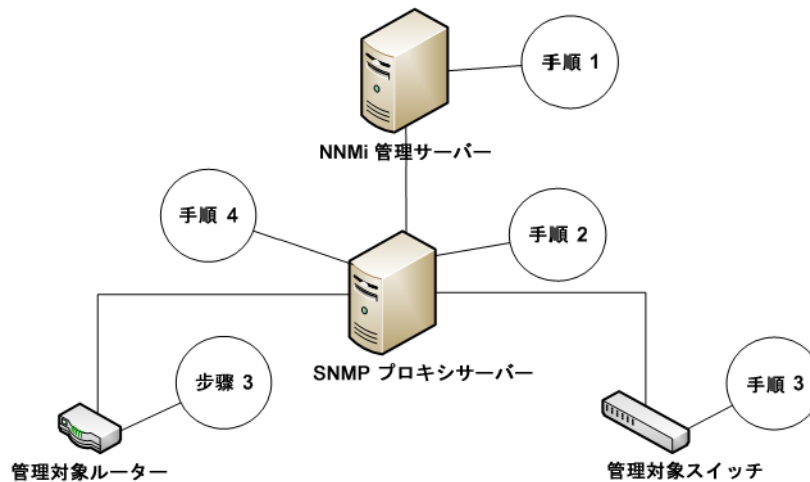 手順 1
NNMi 管理サーバー
手順 4
手順 2
SNMP プロキシサーバー
步骤 3
手順 3
管理対象ルーター
管理対象スイッチ